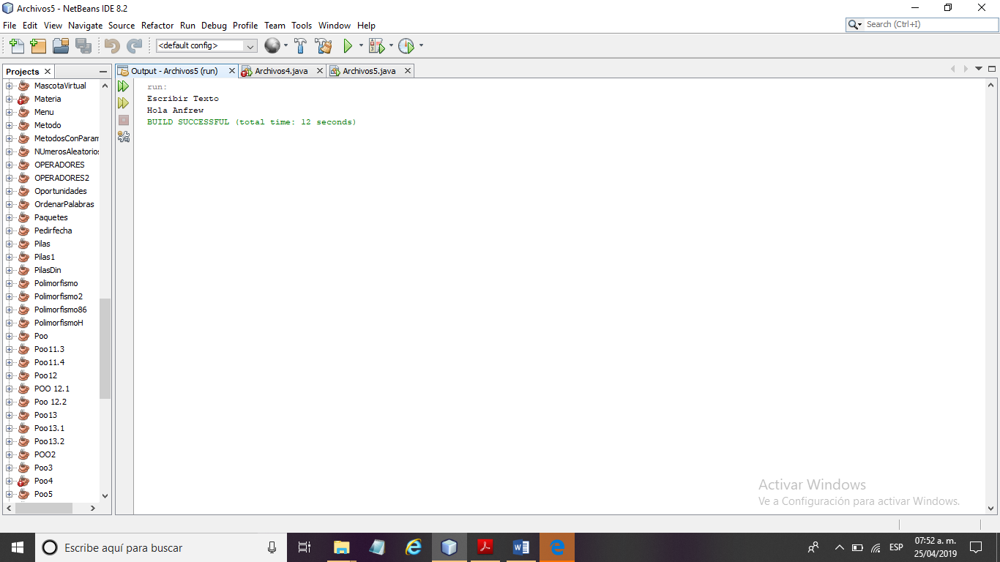 Archivos5 - NetBeans IDE 8.2
File Edit View Navigate Source Refactor Run Debug Profile Team Tools Window Help
Search (Ctrl+I)
<default config>
Projects
Output - Archivos5 (run)
Archivos4.java
Archivos5.java
MascotaVirtual
Materia
Menu
Metodo
MetodosConParam
NUmerosAleatorios
OPERADORES
OPERADORES2
Oportunidades
OrdenarPalabras
Paquetes
Pedirfecha
Pilas
Pilas1
PilasDin
Polimorfismo
Polimorfismo2
Polimorfismo86
PolimorfismoH
Poo
Poo11.3
Poo11.4
Poo12
POO 12.1
Poo 12.2
Poo13
Poo13.1
Poo13.2
POO2
Poo3
Poo4
Poo5
run:
Escribir Texto
Hola Anfrew
BUILD SUCCESSFUL (total time: 12 seconds)
Activar Windows
Ve a Configuración para activar Windows.
Escribe aquí para buscar
ESP
07:52 a. m.
25/04/2019